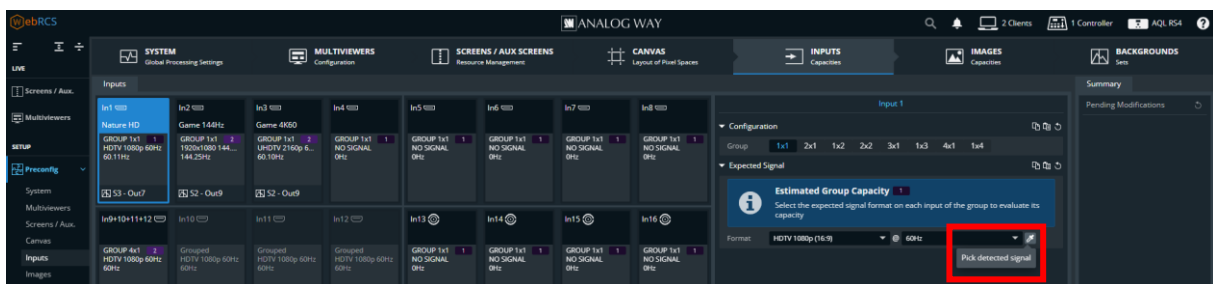 WebRCS
ANALOG WAY
2 Clients
1 Controller
AQL RS4
LIVE
Screens / Aux.
Multiviewers
SETUP
Preconfig
System
Multiviewers
Screens / Aux.
Canvas
Inputs
Images
SYSTEM
Global Processing Settings
MULTIVIEWERS
Configuration
SCREENS / AUX SCREENS
Resource Management
CANVAS
Layout of Pixel Spaces
INPUTS
Capacities
IMAGES
Capacities
BACKGROUNDS
Sets
Inputs
In1 In2 In3 In4 In5 In6 In7 In8
Nature HD Game 144Hz Game 4K60
GROUP 1x1 1 GROUP 1x1 2 GROUP 1x1 2 GROUP 1x1 1 GROUP 1x1 1 GROUP 1x1 1 GROUP 1x1 1 GROUP 1x1 1
HDTV 1080p 60Hz 1920x1080 144.... UHDTV 2160p 6... NO SIGNAL NO SIGNAL NO SIGNAL NO SIGNAL NO SIGNAL
60.11Hz 144.25Hz 60.10Hz 0Hz 0Hz 0Hz 0Hz 0Hz
S3 - Out7 S2 - Out9 S2 - Out9
In9+10+11+12 In10 In11 In12 In13 In14 In15 In16
GROUP 4x1 2 Grouped Grouped Grouped GROUP 1x1 1 GROUP 1x1 1 GROUP 1x1 1 GROUP 1x1 1
HDTV 1080p 60Hz HDTV 1080p 60Hz HDTV 1080p 60Hz HDTV 1080p 60Hz NO SIGNAL NO SIGNAL NO SIGNAL NO SIGNAL
60Hz 60Hz 60Hz 60Hz 0Hz 0Hz 0Hz 0Hz
Input 1
Configuration
Group 1x1 2x1 1x2 2x2 3x1 1x3 4x1 1x4
Expected Signal
Estimated Group Capacity 1
Select the expected signal format on each input of the group to evaluate its
capacity
Format HDTV 1080p (16:9) @ 60Hz
Pick detected signal
Summary
Pending Modifications